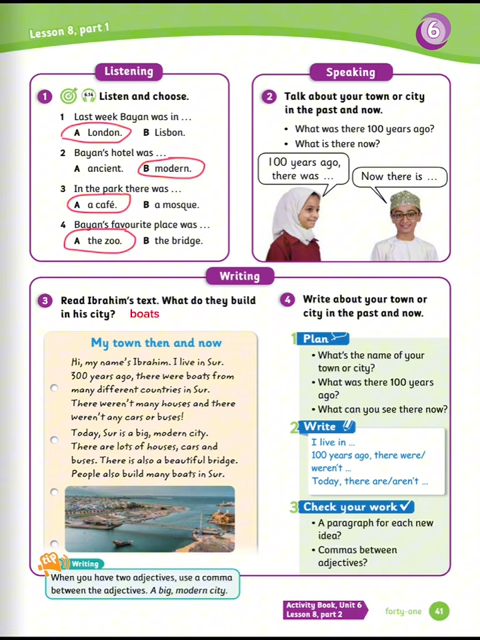 Lesson 8, part 1
6
Listening
1 6.14 Listen and choose.
1 Last week Bayan was in ...
A London. B Lisbon.
2 Bayan's hotel was ...
A ancient. B modern.
3 In the park there was ...
A a café. B a mosque.
4 Bayan's favourite place was ...
A the zoo. B the bridge.
Speaking
2 Talk about your town or city
in the past and now.
• What was there 100 years ago?
• What is there now?
100 years ago,
there was ...
Now there is ...
Writing
3 Read Ibrahim's text. What do they build
in his city? boats
My town then and now
Hi, my name's Ibrahim. I live in Sur.
300 years ago, there were boats from
many different countries in Sur.
There weren't many houses and there
weren't any cars or buses!
Today, Sur is a big, modern city.
There are lots of houses, cars and
buses. There is also a beautiful bridge.
People also build many boats in Sur.
TIP Writing
When you have two adjectives, use a comma
between the adjectives. A big, modern city.
4 Write about your town or
city in the past and now.
1 Plan
• What's the name of your
town or city?
• What was there 100 years
ago?
• What can you see there now?
2 Write
I live in ...
100 years ago, there were/
weren't ...
Today, there are/aren't ...
3 Check your work
• A paragraph for each new
idea?
• Commas between
adjectives?
Activity Book, Unit 6
Lesson 8, part 2
forty-one 41